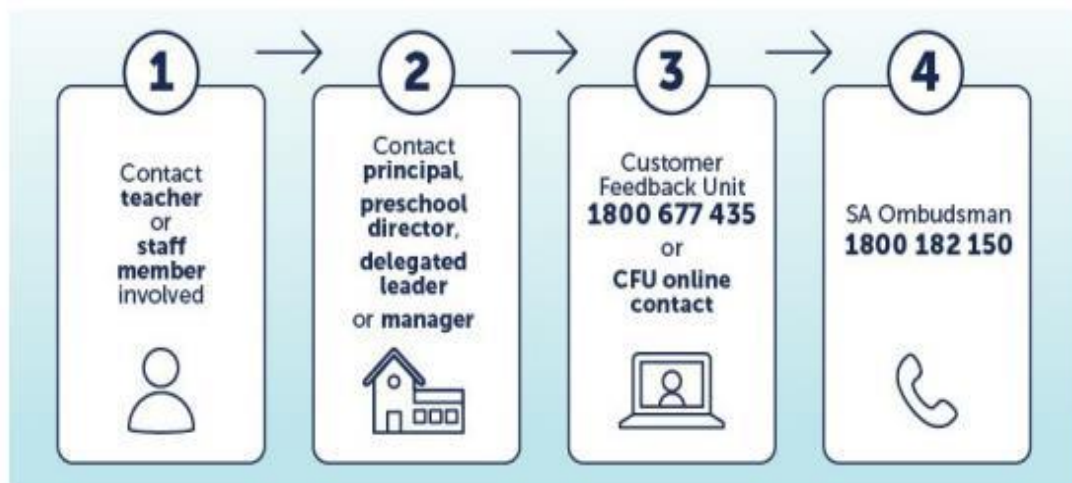 1
Contact
teacher
or
staff
member
involved
2
Contact
principal,
preschool
director,
delegated
leader
or manager
3
Customer
Feedback Unit
1800 677 435
or
CFU online
contact
4
SA Ombudsman
1800 182 150